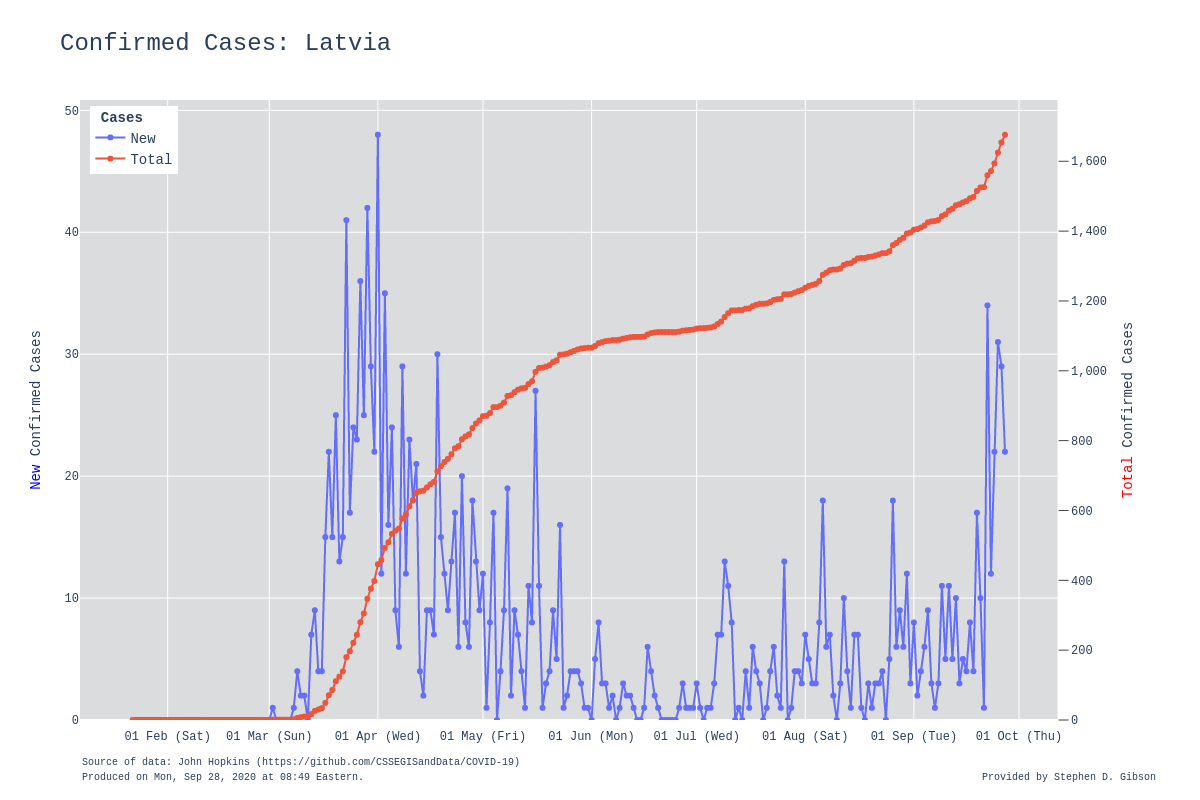 Confirmed Cases: Latvia
Cases
New
Total
50
40
30
20
10
0
New Confirmed Cases
1,600
1,400
1,200
1,000
800
600
400
200
0
Total Confirmed Cases
01 Feb (Sat) 01 Mar (Sun) 01 Apr (Wed) 01 May (Fri) 01 Jun (Mon) 01 Jul (Wed) 01 Aug (Sat) 01 Sep (Tue) 01 Oct (Thu)
Source of data: John Hopkins (https://github.com/CSSEGISandData/COVID-19)
Produced on Mon, Sep 28, 2020 at 08:49 Eastern.
Provided by Stephen D. Gibson